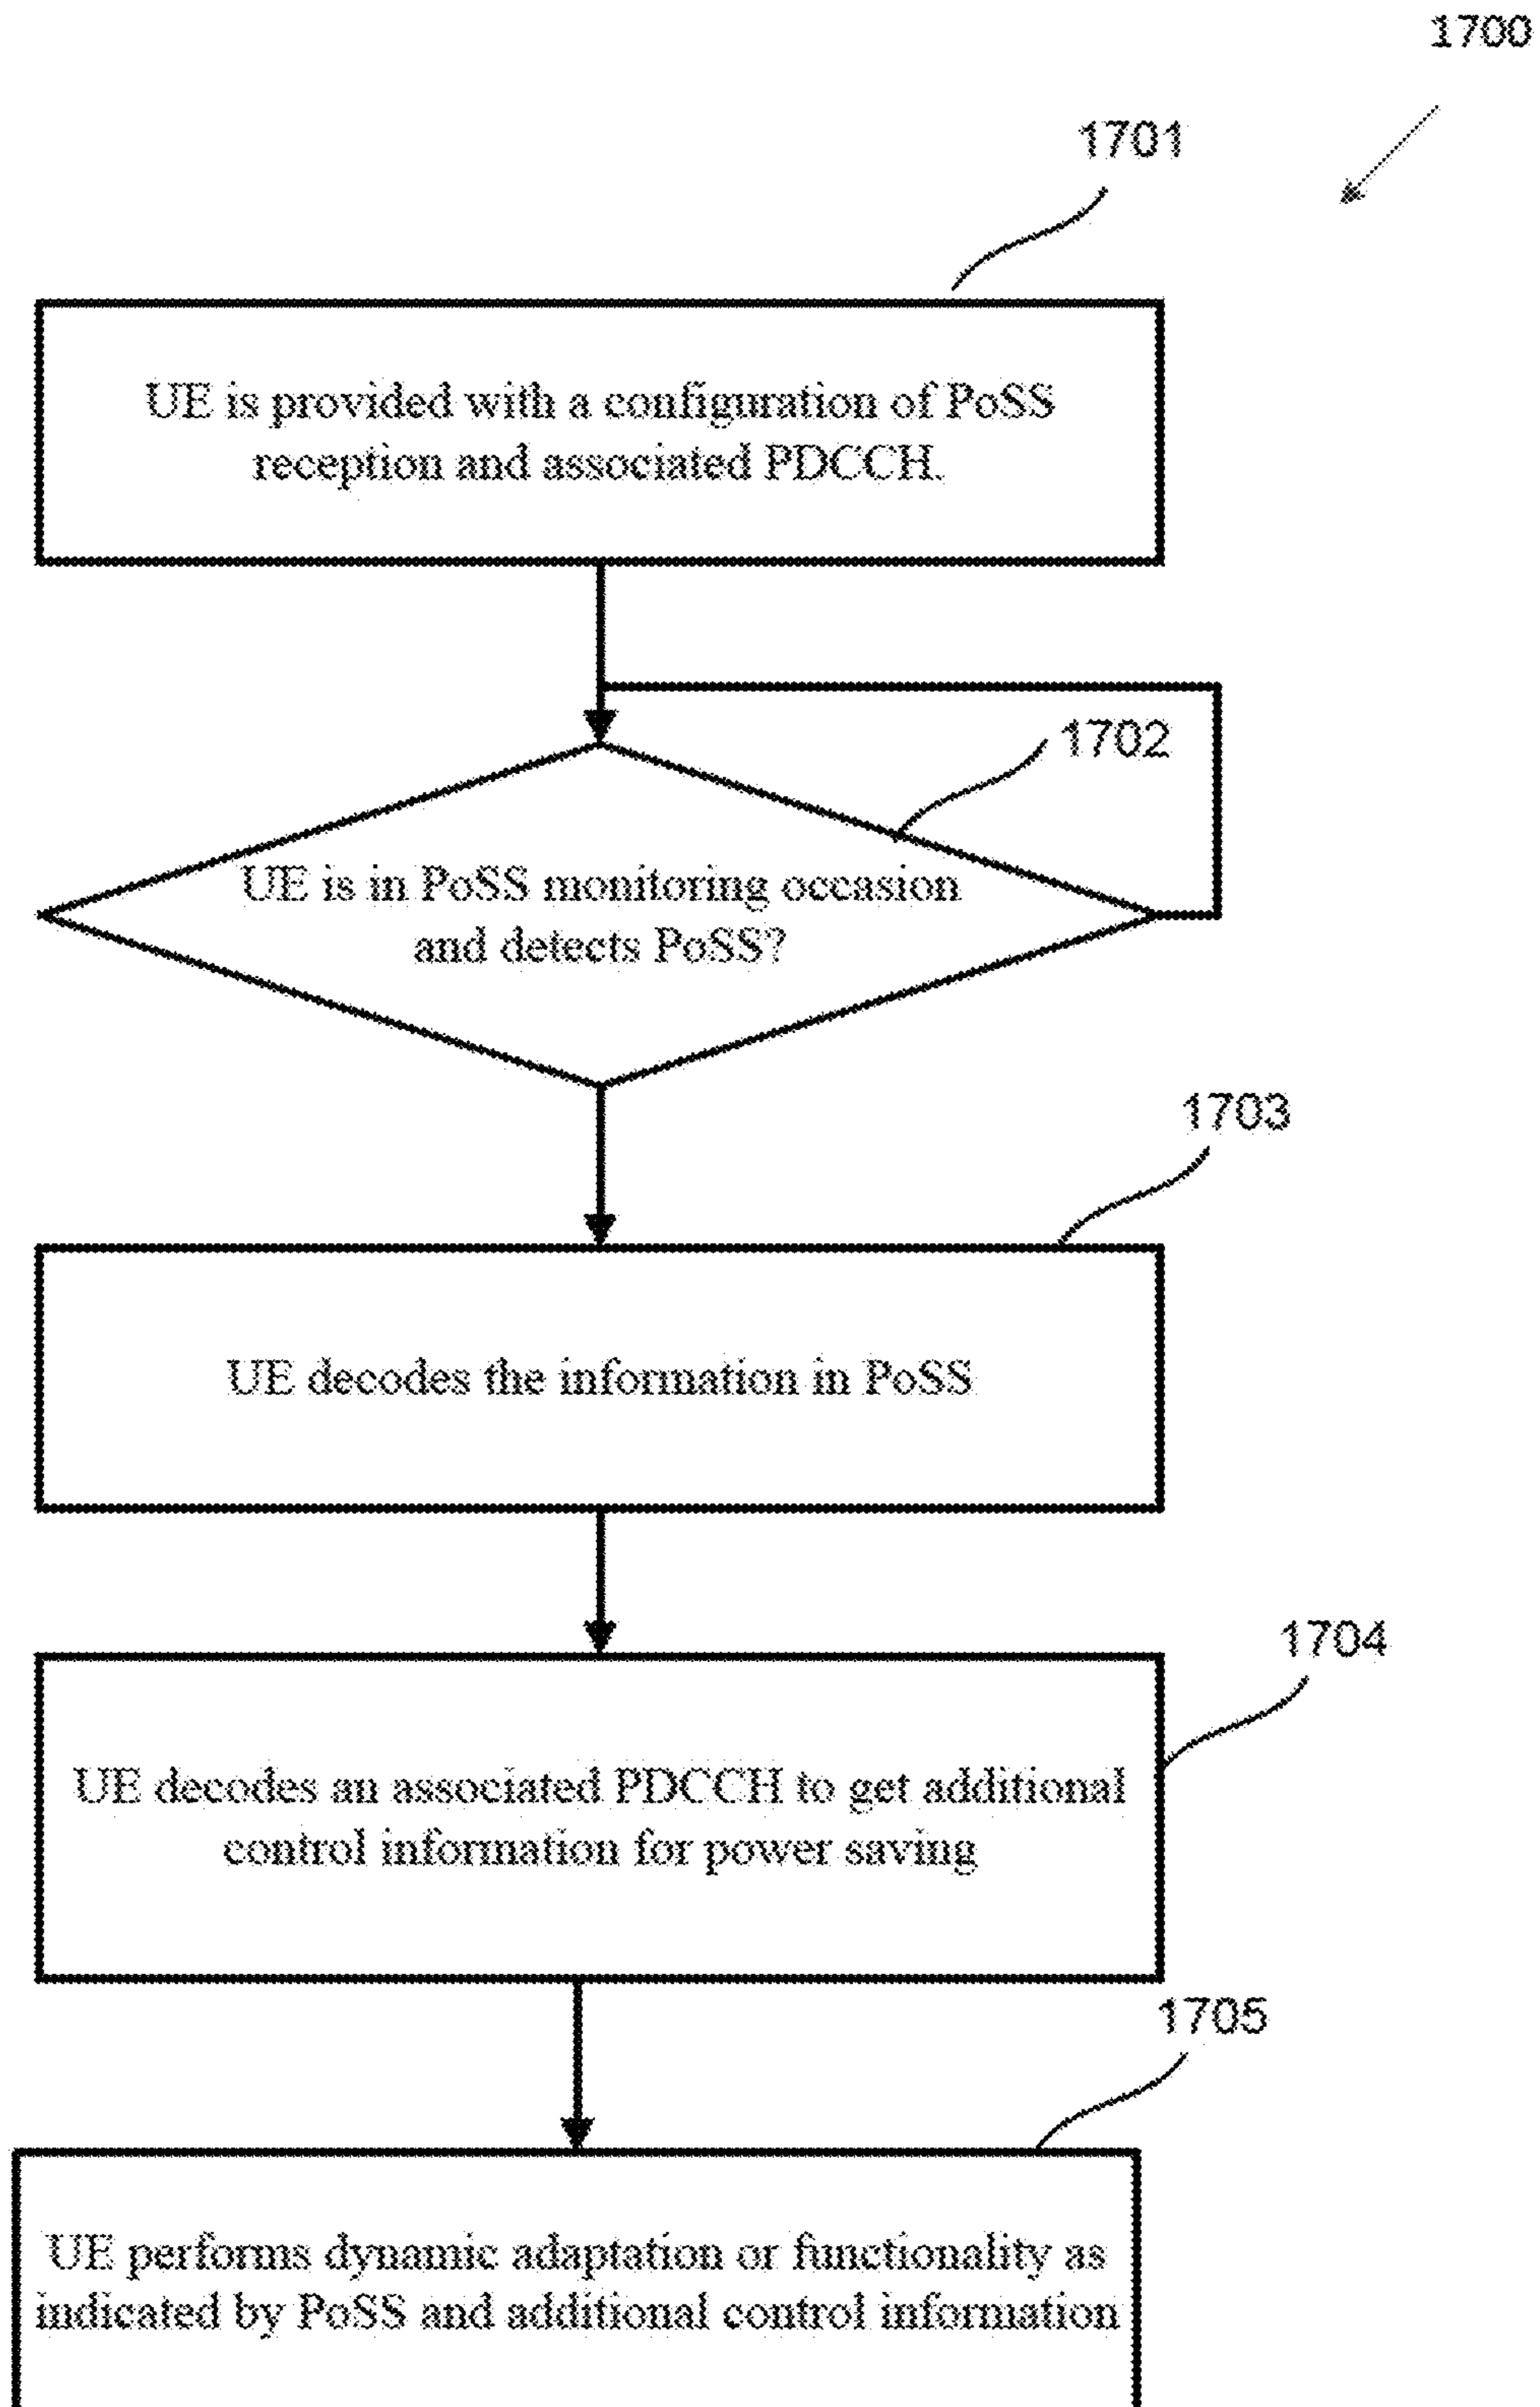 1700
1701
UE is provided with a configuration of PoSS
reception and associated PDCCH.
1702
UE is in PoSS monitoring occasion
and detects PoSS?
1703
UE decodes the information in PoSS
1704
UE decodes an associated PDCCH to get additional
control information for power saving
1705
UE performs dynamic adaptation or functionality as
indicated by PoSS and additional control information